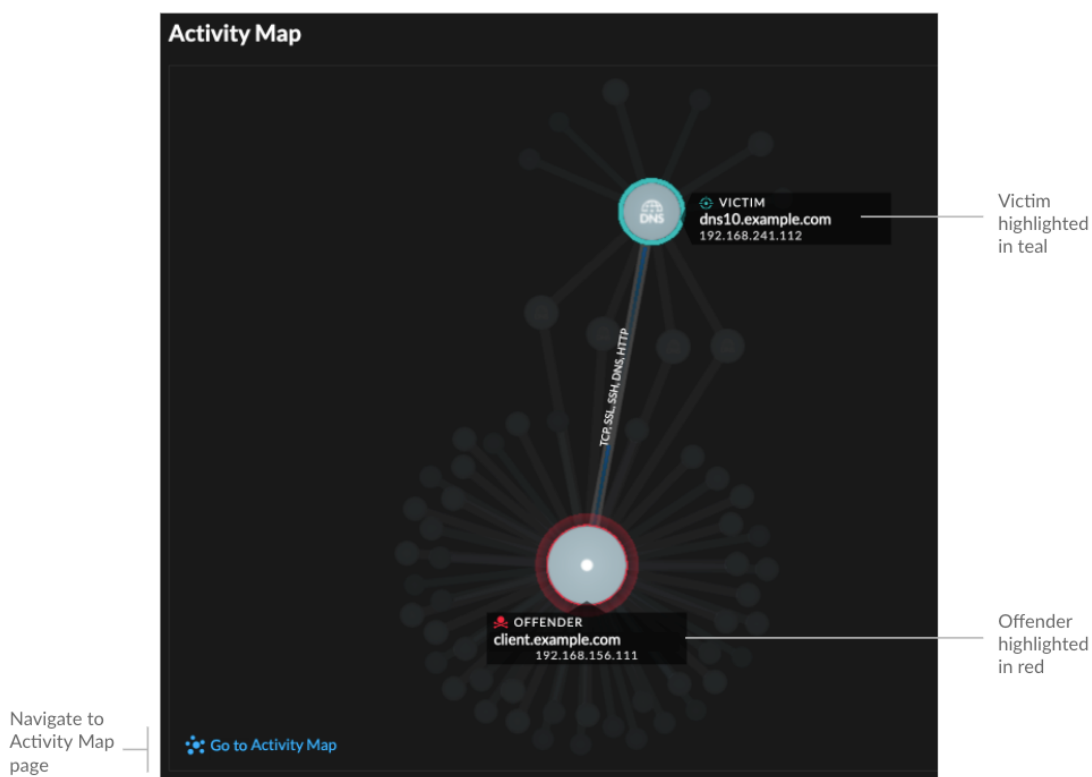 Activity Map
DNS
VICTIM
dns10.example.com
192.168.241.112
Victim
highlighted
in teal
TCP, SSL, SSH, DNS, HTTP
OFFENDER
client.example.com
192.168.156.111
Offender
highlighted
in red
Navigate to
Activity Map
page
Go to Activity Map